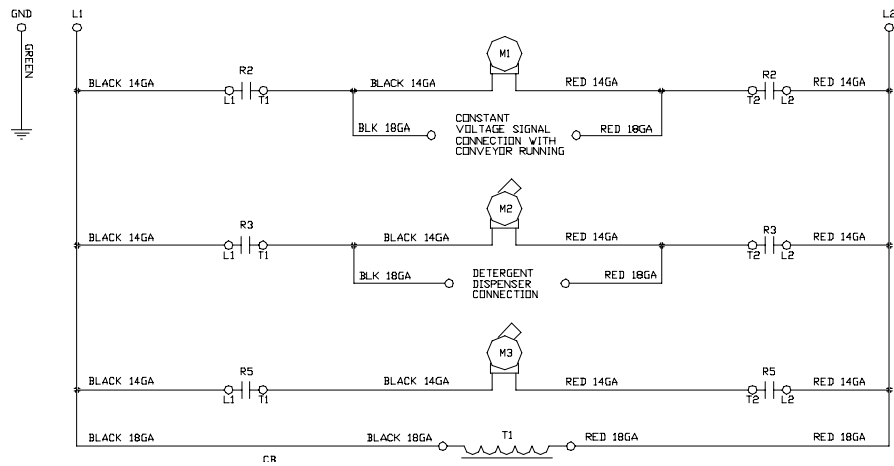 GND
L1
L2
GREEN
M1
R2
R2
BLACK 14GA
BLACK 14GA
RED 14GA
RED 14GA
L1
T1
T2
L2
CONSTANT
VOLTAGE SIGNAL
CONNECTION WITH
CONVEYOR RUNNING
BLK 18GA
RED 18GA
M2
R3
R3
BLACK 14GA
BLACK 14GA
RED 14GA
RED 14GA
L1
T1
T2
L2
BLK 18GA
DETERGENT
DISPENSER
CONNECTION
RED 18GA
M3
R5
R5
BLACK 14GA
BLACK 14GA
RED 14GA
RED 14GA
L1
T1
T2
L2
BLACK 18GA
BLACK 18GA
T1
RED 18GA
RED 18GA
CB